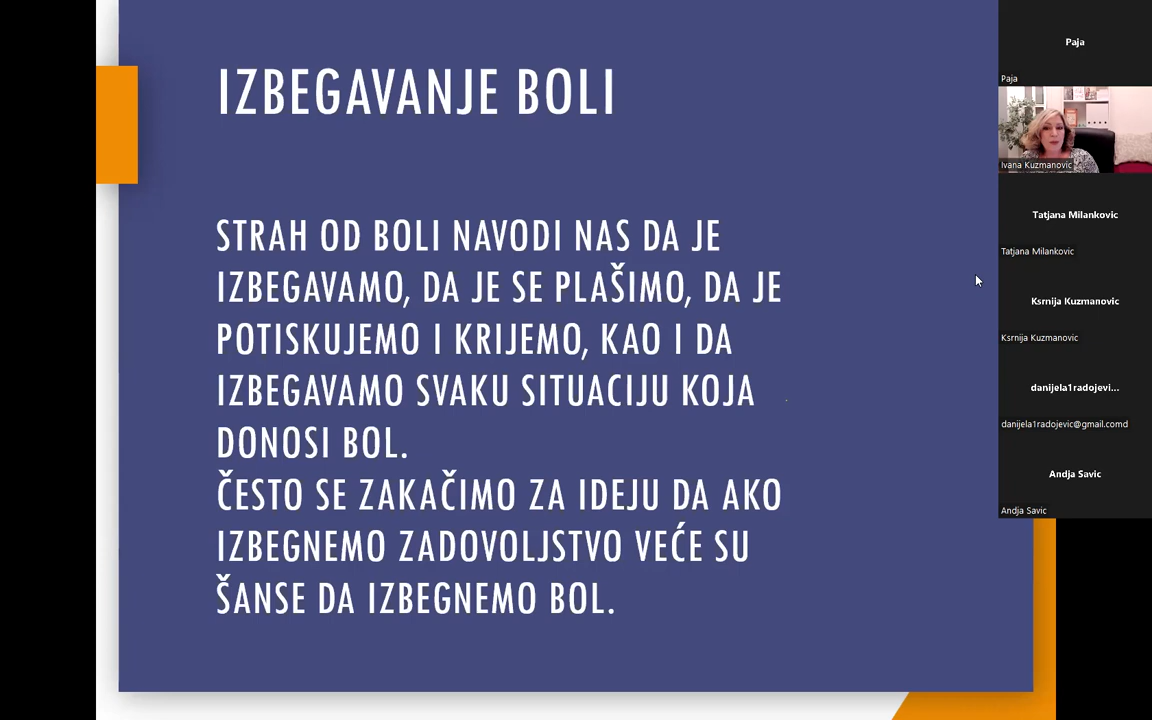 IZBEGAVANJE BOLI
STRAH OD BOLI NAVODI NAS DA JE
IZBEGAVAMO, DA JE SE PLAŠIMO, DA JE
POTISKUJEMO I KRIJEMO, KAO I DA
IZBEGAVAMO SVAKU SITUACIJU KOJA
DONOSI BOL.
ČESTO SE ZAKAČIMO ZA IDEJU DA AKO
IZBEGNEMO ZADOVOLJSTVO VEĆE SU
ŠANSE DA IZBEGNEMO BOL.
Paja
Paja
Ivana Kuzmanovic
Tatjana Milankovic
Tatjana Milankovic
Ksrnija Kuzmanovic
Ksrnija Kuzmanovic
danijela1radojevi...
danijela1radojevic@gmail.comd
Andja Savic
Andja Savic